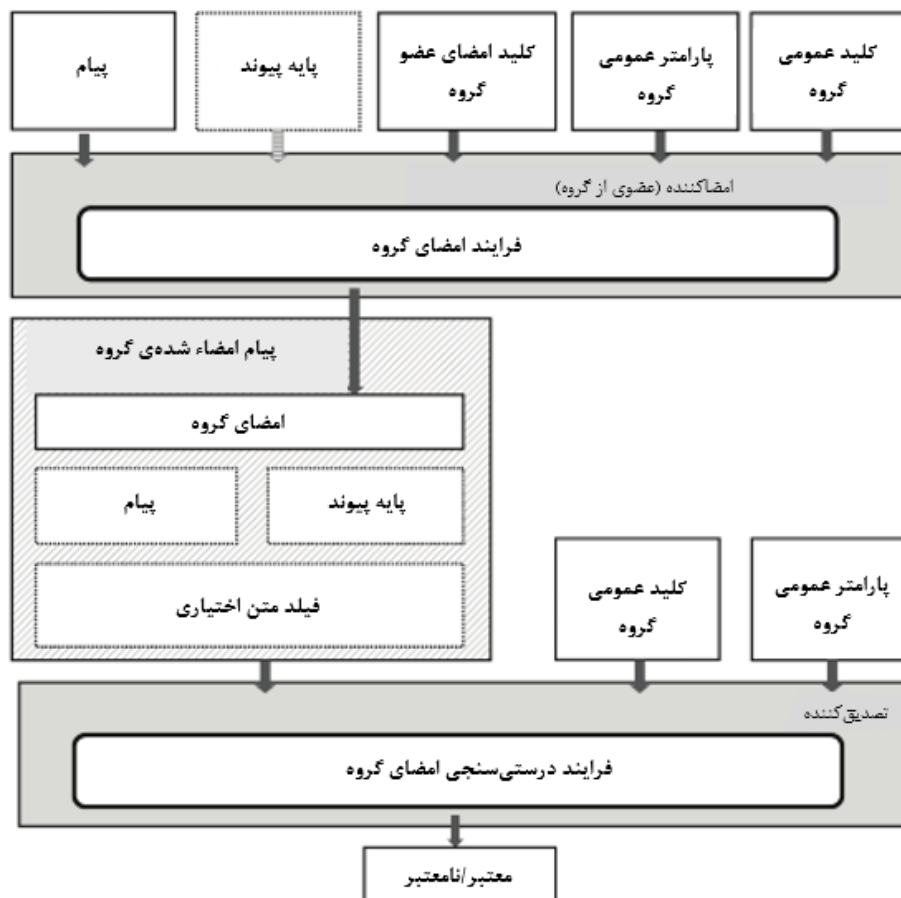 کلید عمومی
گروه
پارامتر عمومی
گروه
کلید امضای عضو
گروه
پایه پیوند
پیام
امضاکننده (عضوی از گروه)
فرایند امضای گروه
پیام امضاء شده‌ی گروه
امضای گروه
پایه پیوند
پیام
فیلد متن اختیاری
پارامتر عمومی
گروه
کلید عمومی
گروه
تصدیق‌کننده
فرایند درستی‌سنجی امضای گروه
معتبر/نامعتبر